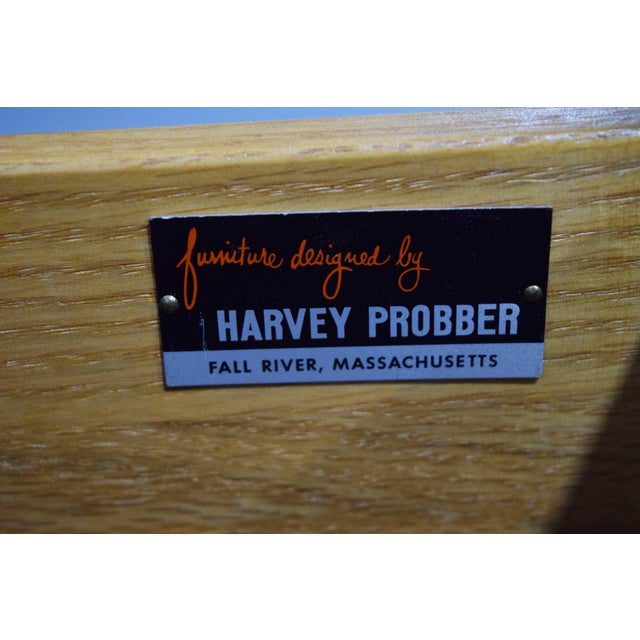 furniture designed by
HARVEY PROBBER
FALL RIVER, MASSACHUSETTS